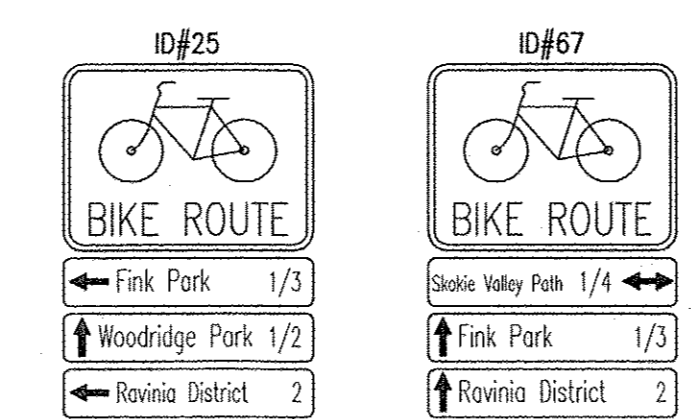 ID#25
BIKE ROUTE
Fink Park 1/3
Woodridge Park 1/2
Ravinia District 2
ID#67
BIKE ROUTE
Skokie Valley Path 1/4
Fink Park 1/3
Ravinia District 2